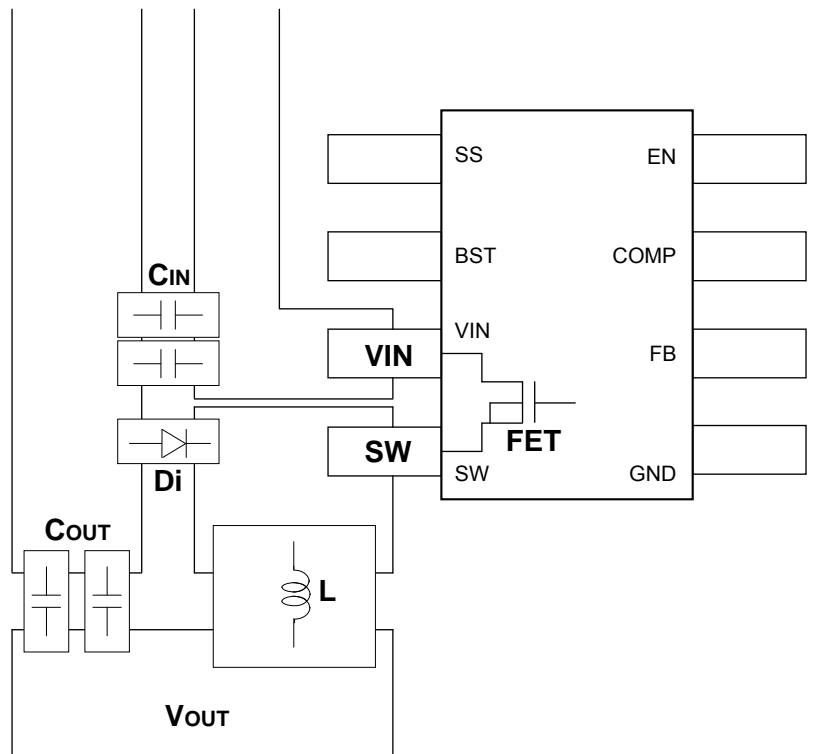 SS
EN
BST
COMP
CIN
VIN
VIN
FB
FET
SW
SW
GND
Di
COUT
L
VOUT